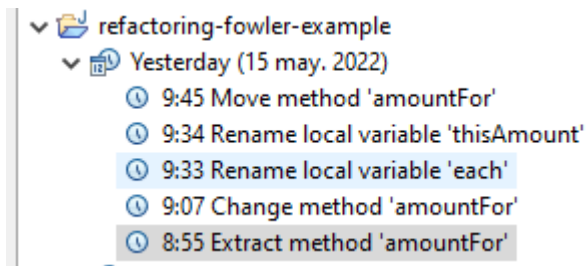 refactoring-fowler-example
Yesterday (15 may. 2022)
9:45 Move method 'amountFor'
9:34 Rename local variable 'thisAmount'
9:33 Rename local variable 'each'
9:07 Change method 'amountFor'
8:55 Extract method 'amountFor'